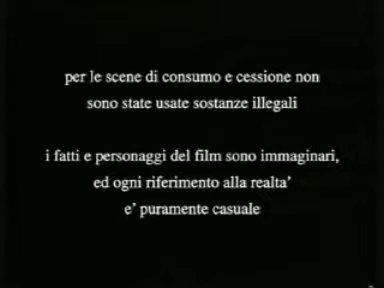 per le scene di consumo e cessione non
sono state usate sostanze illegali
i fatti e personaggi del film sono immaginari,
ed ogni riferimento alla realta'
e' puramente casuale